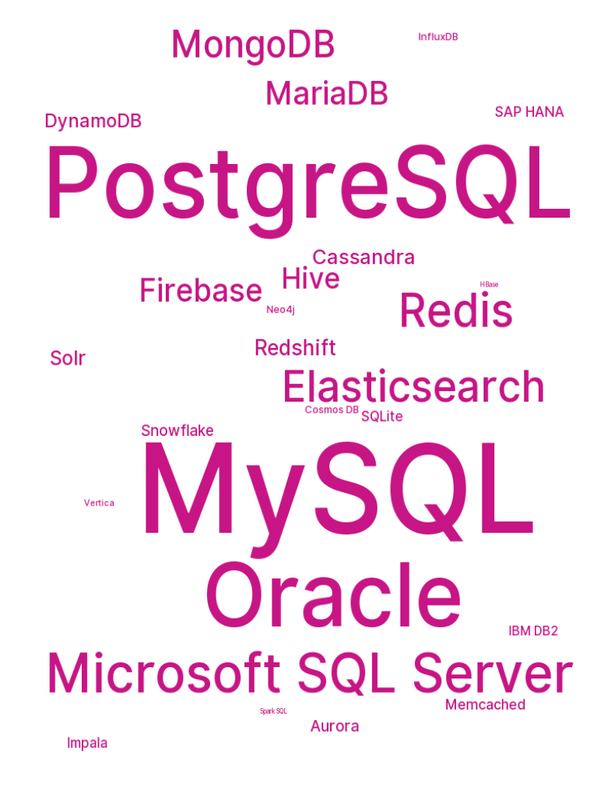 MongoDB
InfluxDB
MariaDB
SAP HANA
DynamoDB
PostgreSQL
Cassandra
Hive
HBase
Firebase
Redis
Neo4j
Redshift
Solr
Elasticsearch
Cosmos DB
SQLite
Snowflake
MySQL
Vertica
Oracle
IBM DB2
Microsoft SQL Server
Memcached
Spark SQL
Aurora
Impala